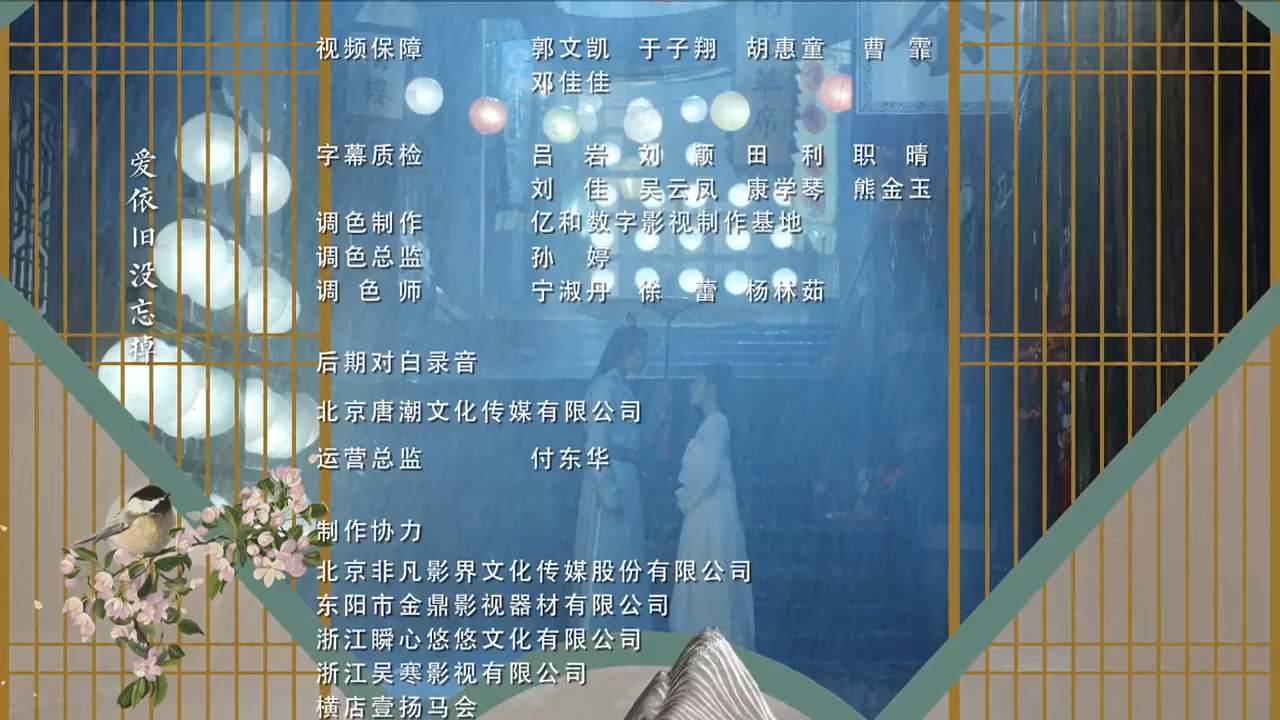 视频保障 郭文凯 于子翔 胡惠童 曹霏
邓佳佳
字幕质检 吕岩 刘颖 田利 职晴
刘佳 吴云凤 康学琴 熊金玉
调色制作 亿和数字影视制作基地
调色总监 孙婷
调色师 宁淑丹 徐蕾 杨林茹
后期对白录音
北京唐潮文化传媒有限公司
运营总监 付东华
制作协力
北京非凡影界文化传媒股份有限公司
东阳市金鼎影视器材有限公司
浙江瞬心悠悠文化有限公司
浙江吴寒影视有限公司
横店壹扬马会
爱依旧没忘掉